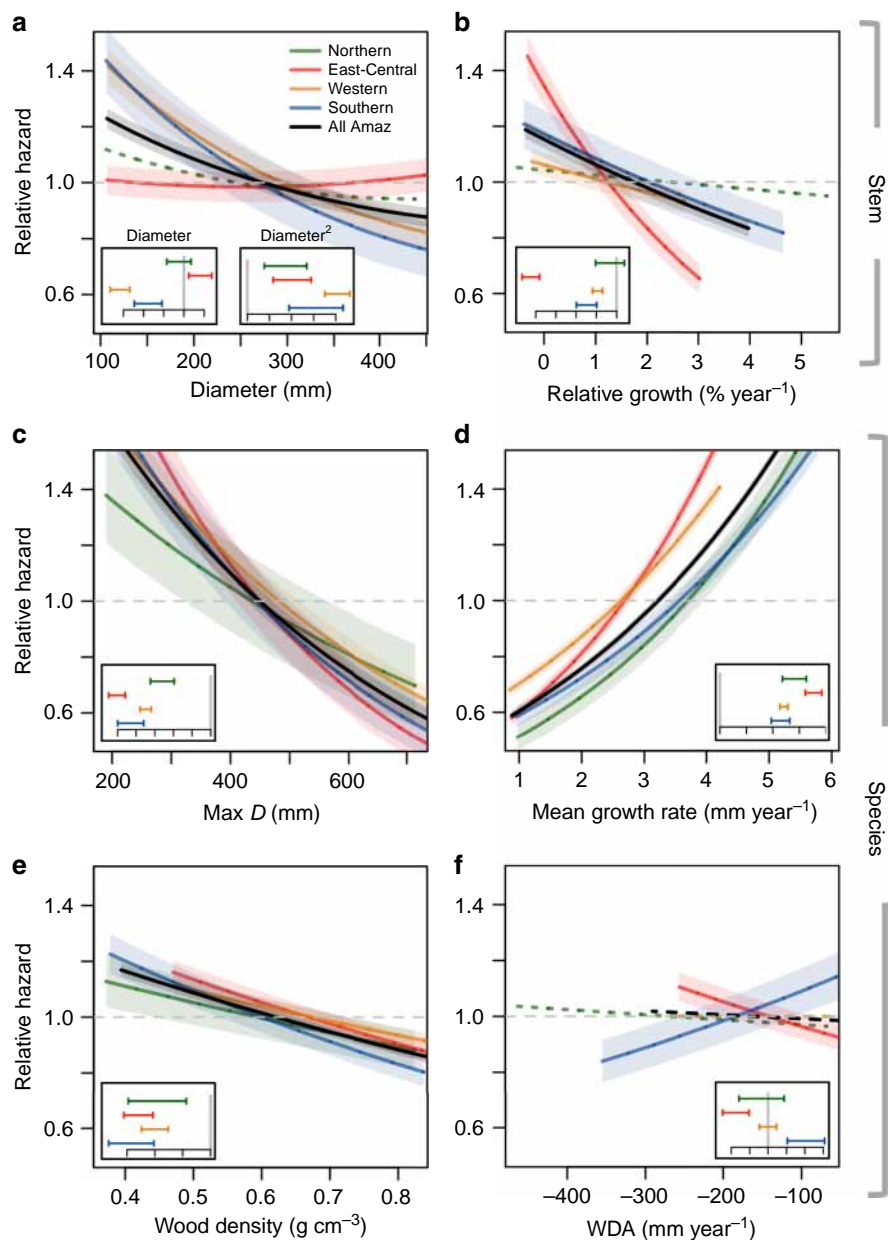 a
1.4
1.0
0.6
Relative hazard
Northern
East-Central
Western
Southern
All Amaz
Diameter
Diameter²
100
200
300
400
Diameter (mm)
b
1.4
1.0
0.6
0
1
2
3
4
5
Relative growth (% year⁻¹)
Stem
c
1.4
1.0
0.6
Relative hazard
200
400
600
Max D (mm)
d
1.4
1.0
0.6
1
2
3
4
5
6
Mean growth rate (mm year⁻¹)
Species
e
1.4
1.0
0.6
Relative hazard
0.4
0.5
0.6
0.7
0.8
Wood density (g cm⁻³)
f
1.4
1.0
0.6
−400
−300
−200
−100
WDA (mm year⁻¹)